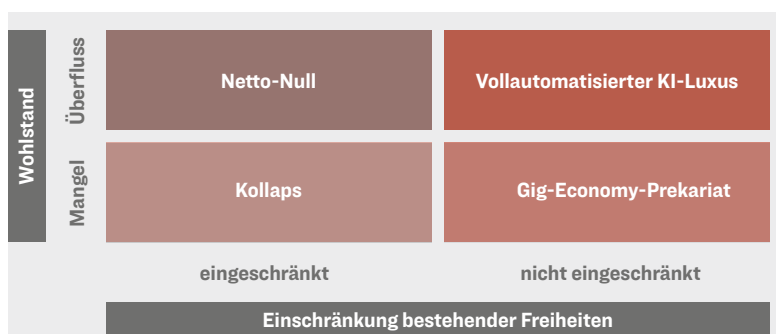 Wohlstand
Überfluss
Netto-Null
Vollautomatisierter KI-Luxus
Mangel
Kollaps
Gig-Economy-Prekariat
eingeschränkt
nicht eingeschränkt
Einschränkung bestehender Freiheiten